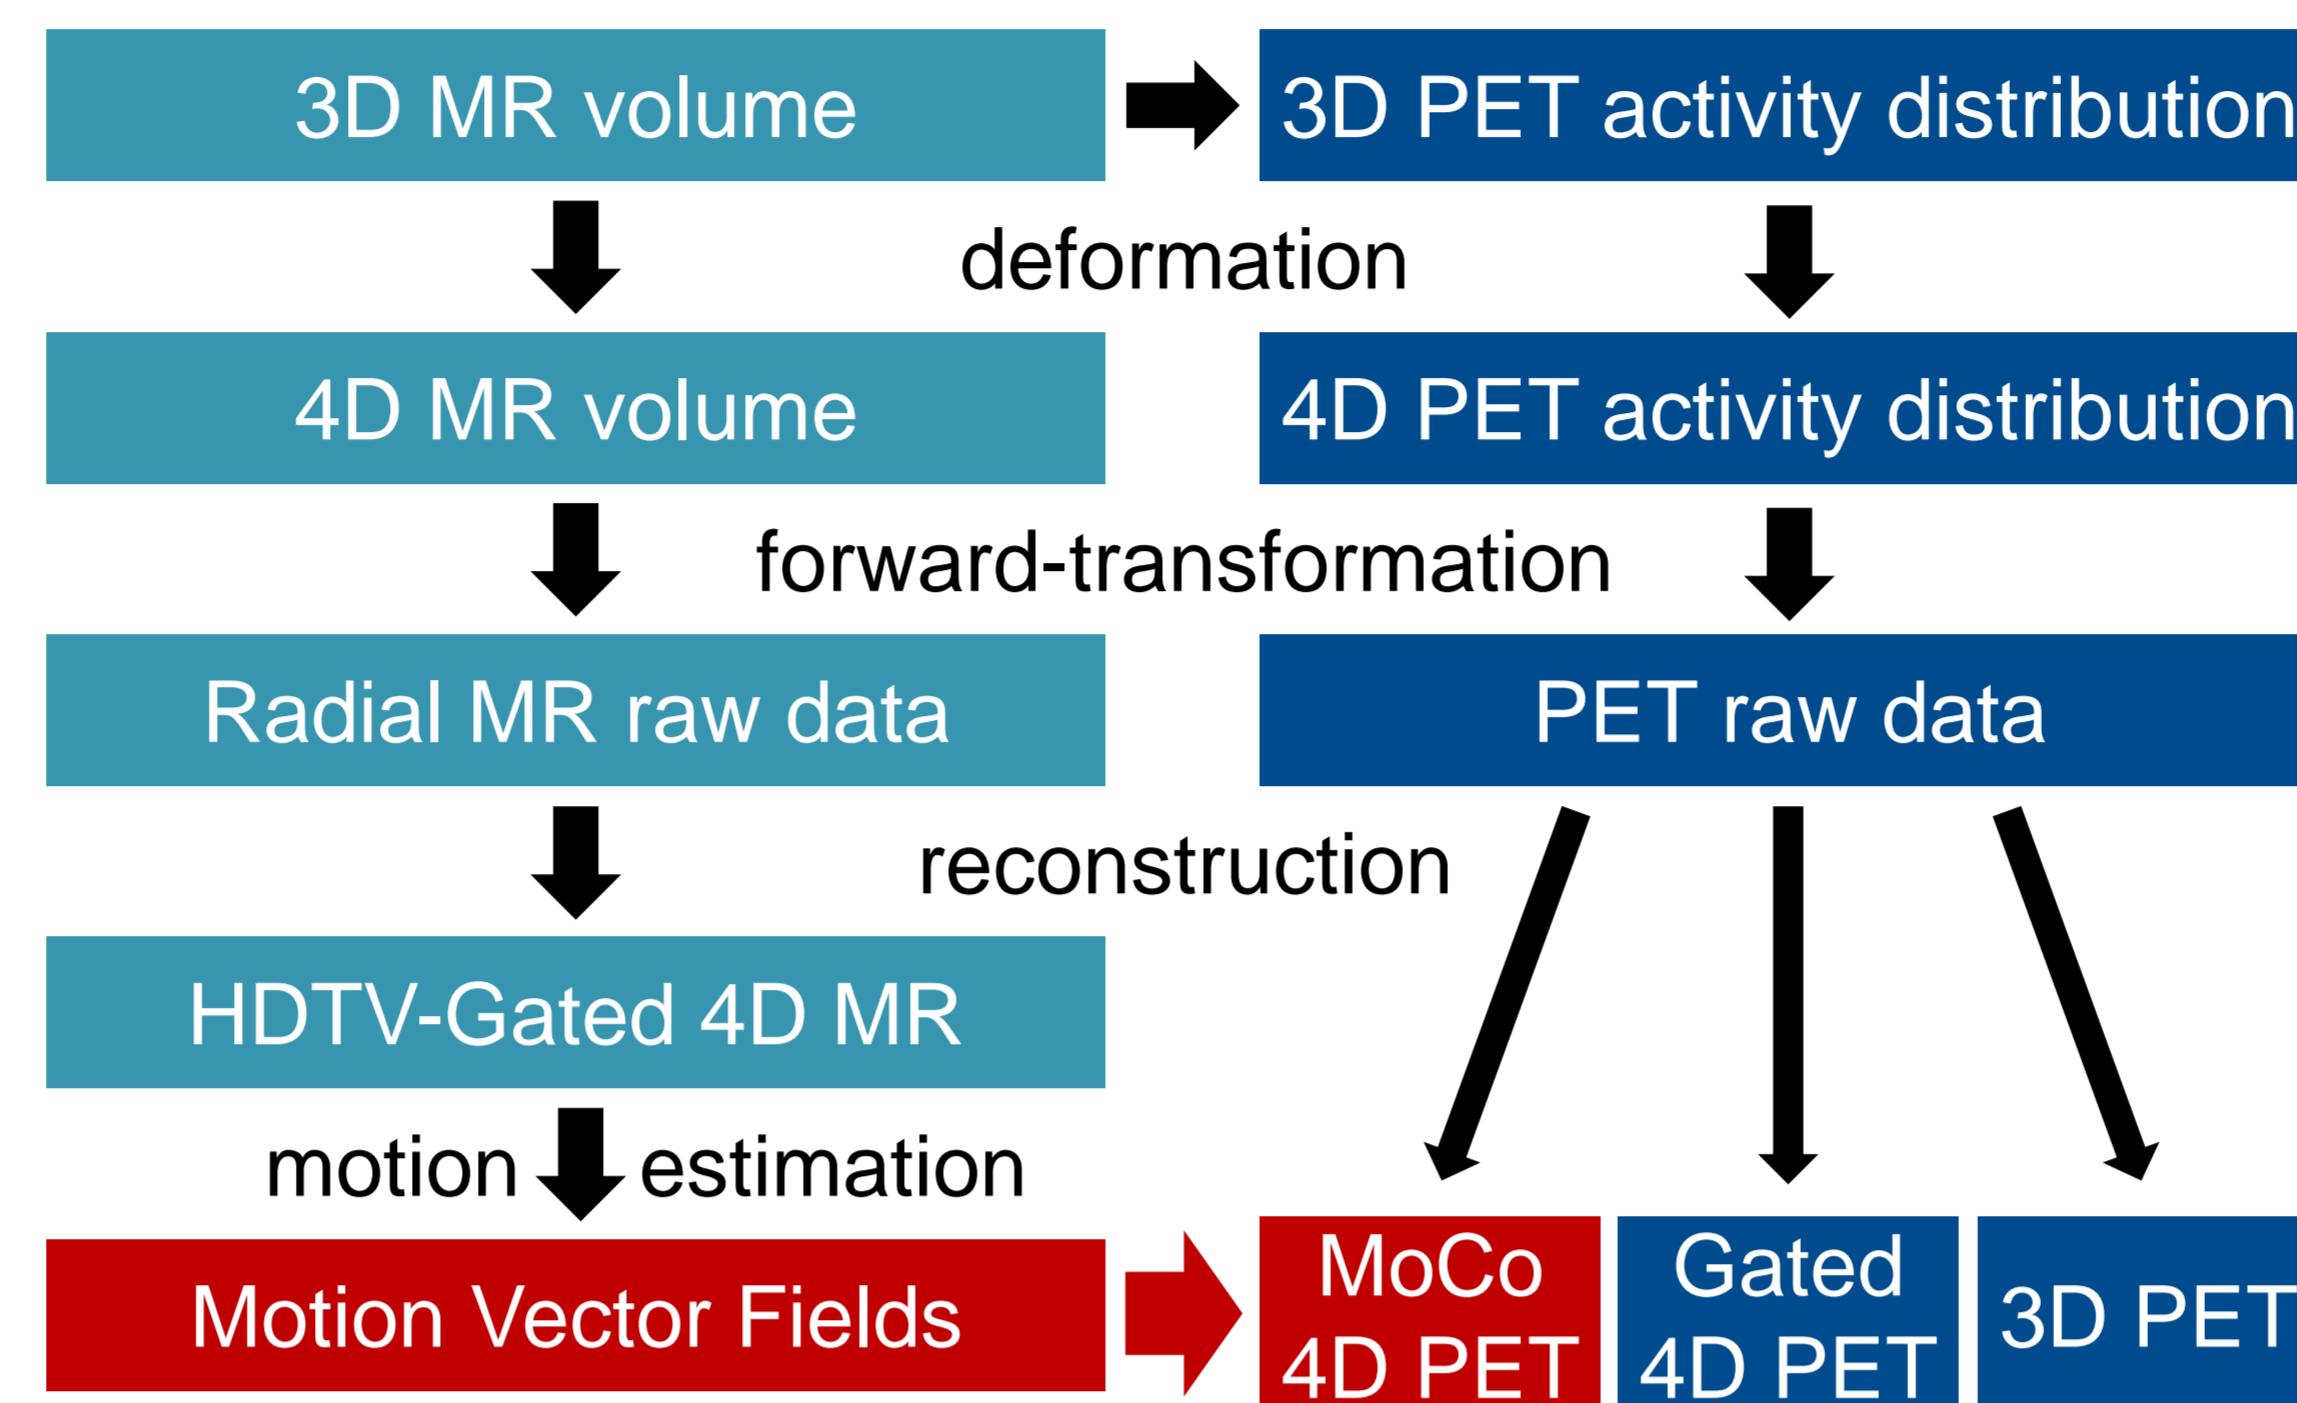 3D MR volume
3D PET activity distribution
deformation
4D MR volume
4D PET activity distribution
forward-transformation
Radial MR raw data
PET raw data
reconstruction
HDTV-Gated 4D MR
motion estimation
Motion Vector Fields
MoCo
4D PET
Gated
4D PET
3D PET